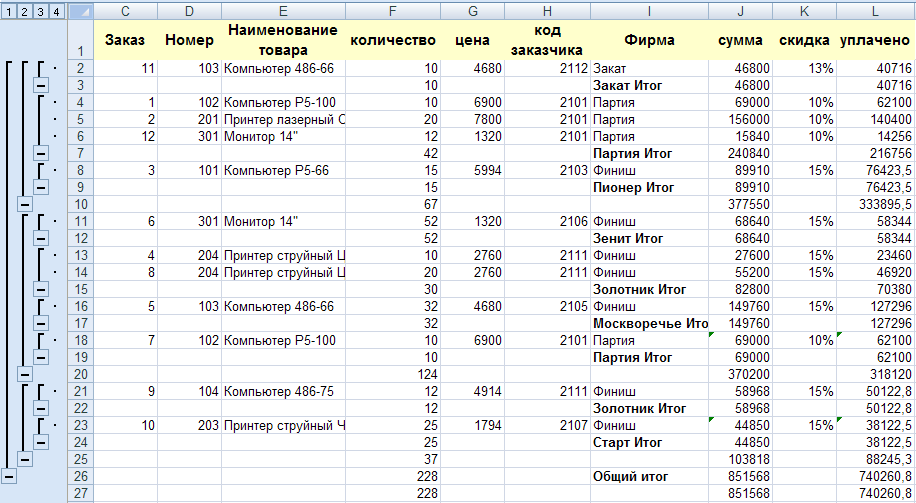 1 2 3 4 C D E F G H I J K L
1 Заказ Номер Наименование товара количество цена код заказчика Фирма сумма скидка уплачено
2 11 103 Компьютер 486-66 10 4680 2112 Закат 46800 13% 40716
3 10 Закат Итог 46800 40716
4 1 102 Компьютер P5-100 10 6900 2101 Партия 69000 10% 62100
5 2 201 Принтер лазерный С 20 7800 2101 Партия 156000 10% 140400
6 12 301 Монитор 14" 12 1320 2101 Партия 15840 10% 14256
7 42 Партия Итог 240840 216756
8 3 101 Компьютер P5-66 15 5994 2103 Финиш 89910 15% 76423,5
9 15 Пионер Итог 89910 76423,5
10 67 377550 333895,5
11 6 301 Монитор 14" 52 1320 2106 Финиш 68640 15% 58344
12 52 Зенит Итог 68640 58344
13 4 204 Принтер струйный Ц 10 2760 2111 Финиш 27600 15% 23460
14 8 204 Принтер струйный Ц 20 2760 2111 Финиш 55200 15% 46920
15 30 Золотник Итог 82800 70380
16 5 103 Компьютер 486-66 32 4680 2105 Финиш 149760 15% 127296
17 32 Москворечье Ито 149760 127296
18 7 102 Компьютер P5-100 10 6900 2101 Партия 69000 10% 62100
19 10 Партия Итог 69000 62100
20 124 370200 318120
21 9 104 Компьютер 486-75 12 4914 2111 Финиш 58968 15% 50122,8
22 12 Золотник Итог 58968 50122,8
23 10 203 Принтер струйный Ч 25 1794 2107 Финиш 44850 15% 38122,5
24 25 Старт Итог 44850 38122,5
25 37 103818 88245,3
26 228 Общий итог 851568 740260,8
27 228 851568 740260,8